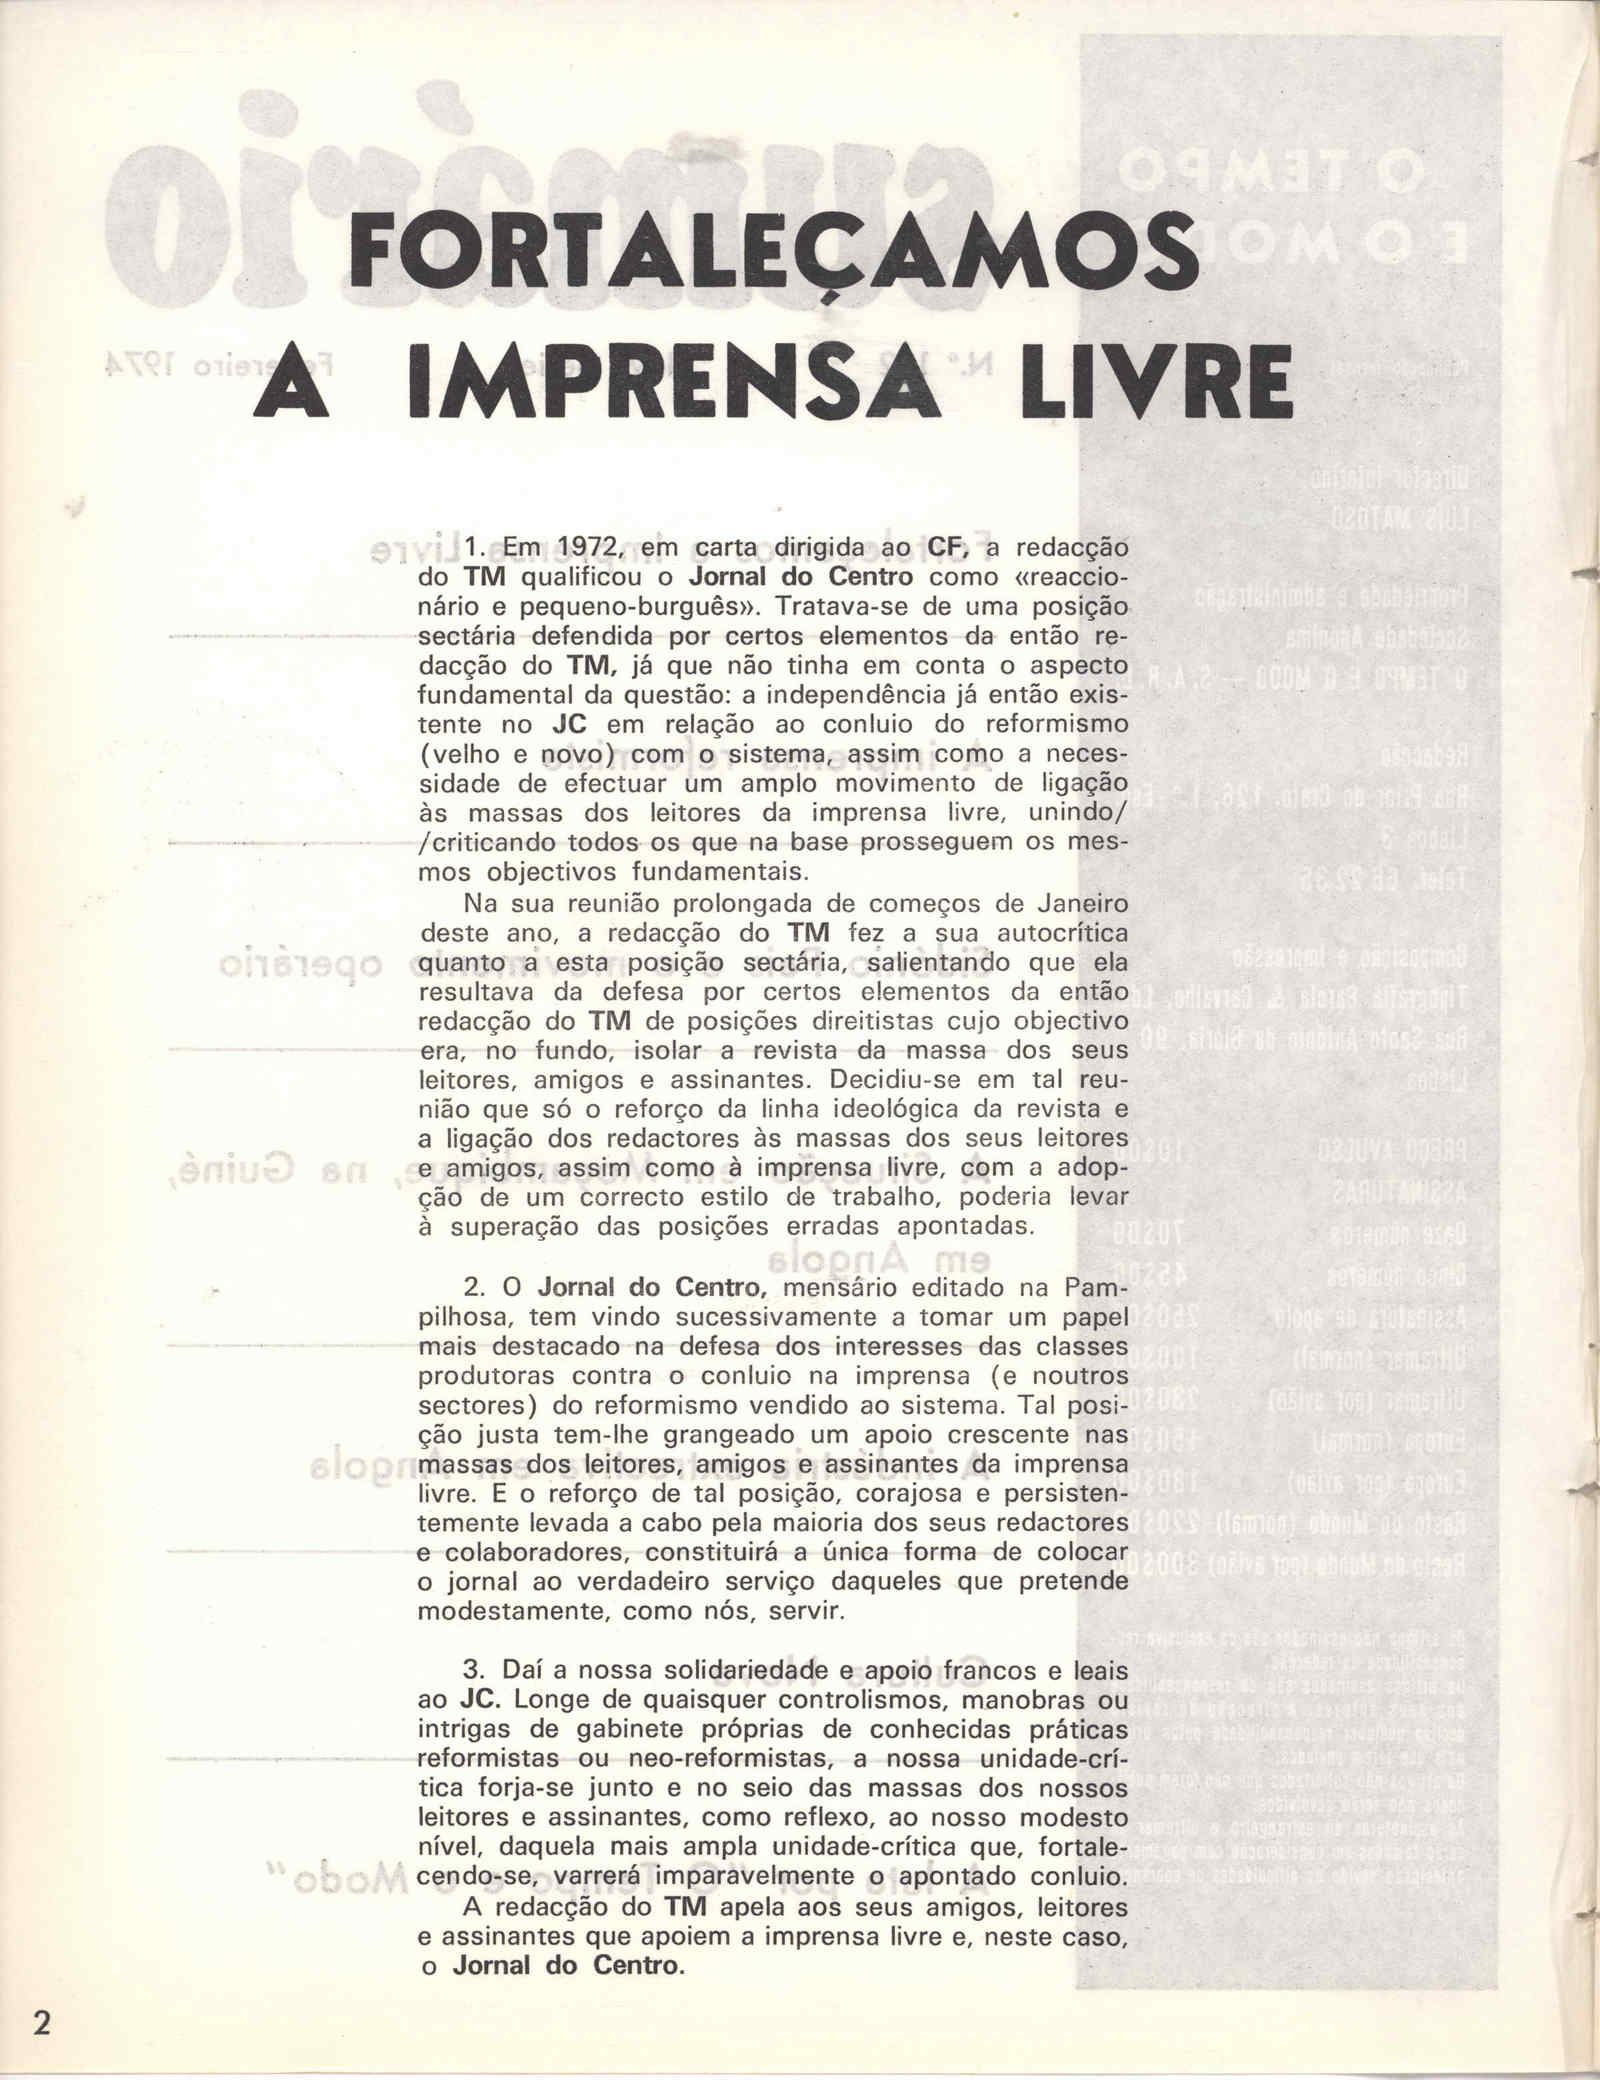 FORTALEÇAMOS
A IMPRENSA LIVRE
1. Em 1972, em carta dirigida ao CF, a redacção
do TM qualificou o Jornal do Centro como «reaccio-
nário e pequeno-burguês». Tratava-se de uma posição
sectária defendida por certos elementos da então re-
dacção do TM, já que não tinha em conta o aspecto
fundamental da questão: a independência já então exis-
tente no JC em relação ao conluio do reformismo
(velho e novo) com o sistema, assim como a neces-
sidade de efectuar um amplo movimento de ligação
às massas dos leitores da imprensa livre, unindo/
/criticando todos os que na base prosseguem os mes-
mos objectivos fundamentais.
Na sua reunião prolongada de começos de Janeiro
deste ano, a redacção do TM fez a sua autocrítica
quanto a esta posição sectária, salientando que ela
resultava da defesa por certos elementos da então
redacção do TM de posições direitistas cujo objectivo
era, no fundo, isolar a revista da massa dos seus
leitores, amigos e assinantes. Decidiu-se em tal reu-
nião que só o reforço da linha ideológica da revista e
a ligação dos redactores às massas dos seus leitores
e amigos, assim como à imprensa livre, com a adop-
ção de um correcto estilo de trabalho, poderia levar
à superação das posições erradas apontadas.
2. O Jornal do Centro, mensário editado na Pam-
pilhosa, tem vindo sucessivamente a tomar um papel
mais destacado na defesa dos interesses das classes
produtoras contra o conluio na imprensa (e noutros
sectores) do reformismo vendido ao sistema. Tal posi-
ção justa tem-lhe grangeado um apoio crescente nas
massas dos leitores, amigos e assinantes da imprensa
livre. E o reforço de tal posição, corajosa e persisten-
temente levada a cabo pela maioria dos seus redactores
e colaboradores, constituirá a única forma de colocar
o jornal ao verdadeiro serviço daqueles que pretende
modestamente, como nós, servir.
3. Daí a nossa solidariedade e apoio francos e leais
ao JC. Longe de quaisquer controlismos, manobras ou
intrigas de gabinete próprias de conhecidas práticas
reformistas ou neo-reformistas, a nossa unidade-crí-
tica forja-se junto e no seio das massas dos nossos
leitores e assinantes, como reflexo, ao nosso modesto
nível, daquela mais ampla unidade-crítica que, fortale-
cendo-se, varrerá imparavelmente o apontado conluio.
A redacção do TM apela aos seus amigos, leitores
e assinantes que apoiem a imprensa livre e, neste caso,
o Jornal do Centro.
2